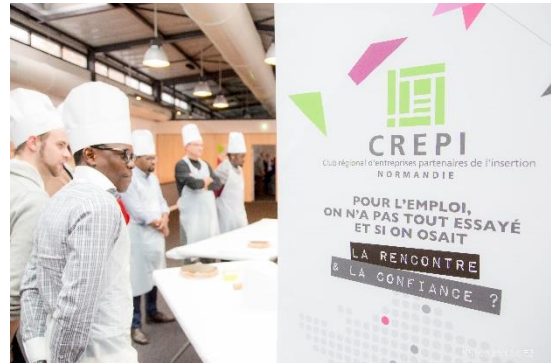 CREPI
Club régional d'entreprises partenaires de l'insertion
NORMANDIE
POUR L'EMPLOI,
ON N'A PAS TOUT ESSAYÉ
ET SI ON OSAIT
LA RENCONTRE
& LA CONFIANCE ?